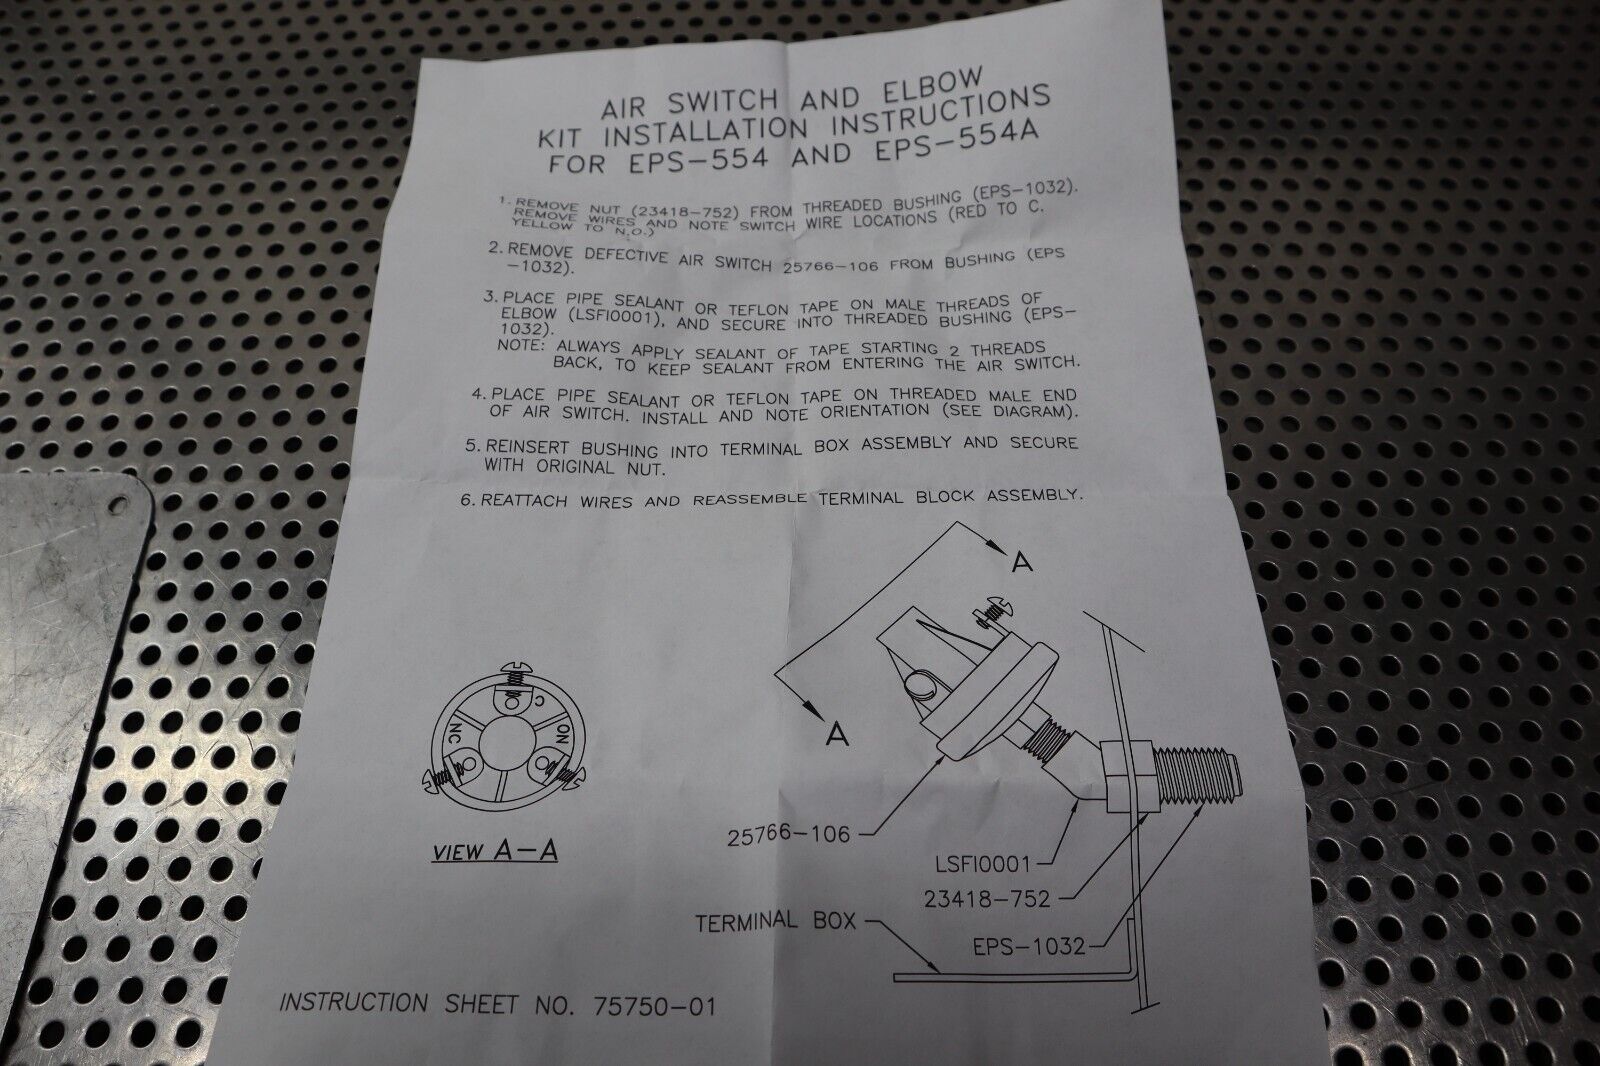 AIR SWITCH AND ELBOW
KIT INSTALLATION INSTRUCTIONS
FOR EPS-554 AND EPS-554A
1. REMOVE NUT (23418-752) FROM THREADED BUSHING (EPS-1032).
REMOVE WIRES AND NOTE SWITCH WIRE LOCATIONS (RED TO C.
YELLOW TO N.O.)
2. REMOVE DEFECTIVE AIR SWITCH 25766-106 FROM BUSHING (EPS
-1032).
3. PLACE PIPE SEALANT OR TEFLON TAPE ON MALE THREADS OF
ELBOW (LSFI0001), AND SECURE INTO THREADED BUSHING (EPS-
1032).
NOTE: ALWAYS APPLY SEALANT OF TAPE STARTING 2 THREADS
BACK, TO KEEP SEALANT FROM ENTERING THE AIR SWITCH.
4. PLACE PIPE SEALANT OR TEFLON TAPE ON THREADED MALE END
OF AIR SWITCH. INSTALL AND NOTE ORIENTATION (SEE DIAGRAM).
5. REINSERT BUSHING INTO TERMINAL BOX ASSEMBLY AND SECURE
WITH ORIGINAL NUT.
6. REATTACH WIRES AND REASSEMBLE TERMINAL BLOCK ASSEMBLY.
A
A
C
NC
NO
VIEW A-A
25766-106
LSFI0001
23418-752
TERMINAL BOX
EPS-1032
INSTRUCTION SHEET NO. 75750-01